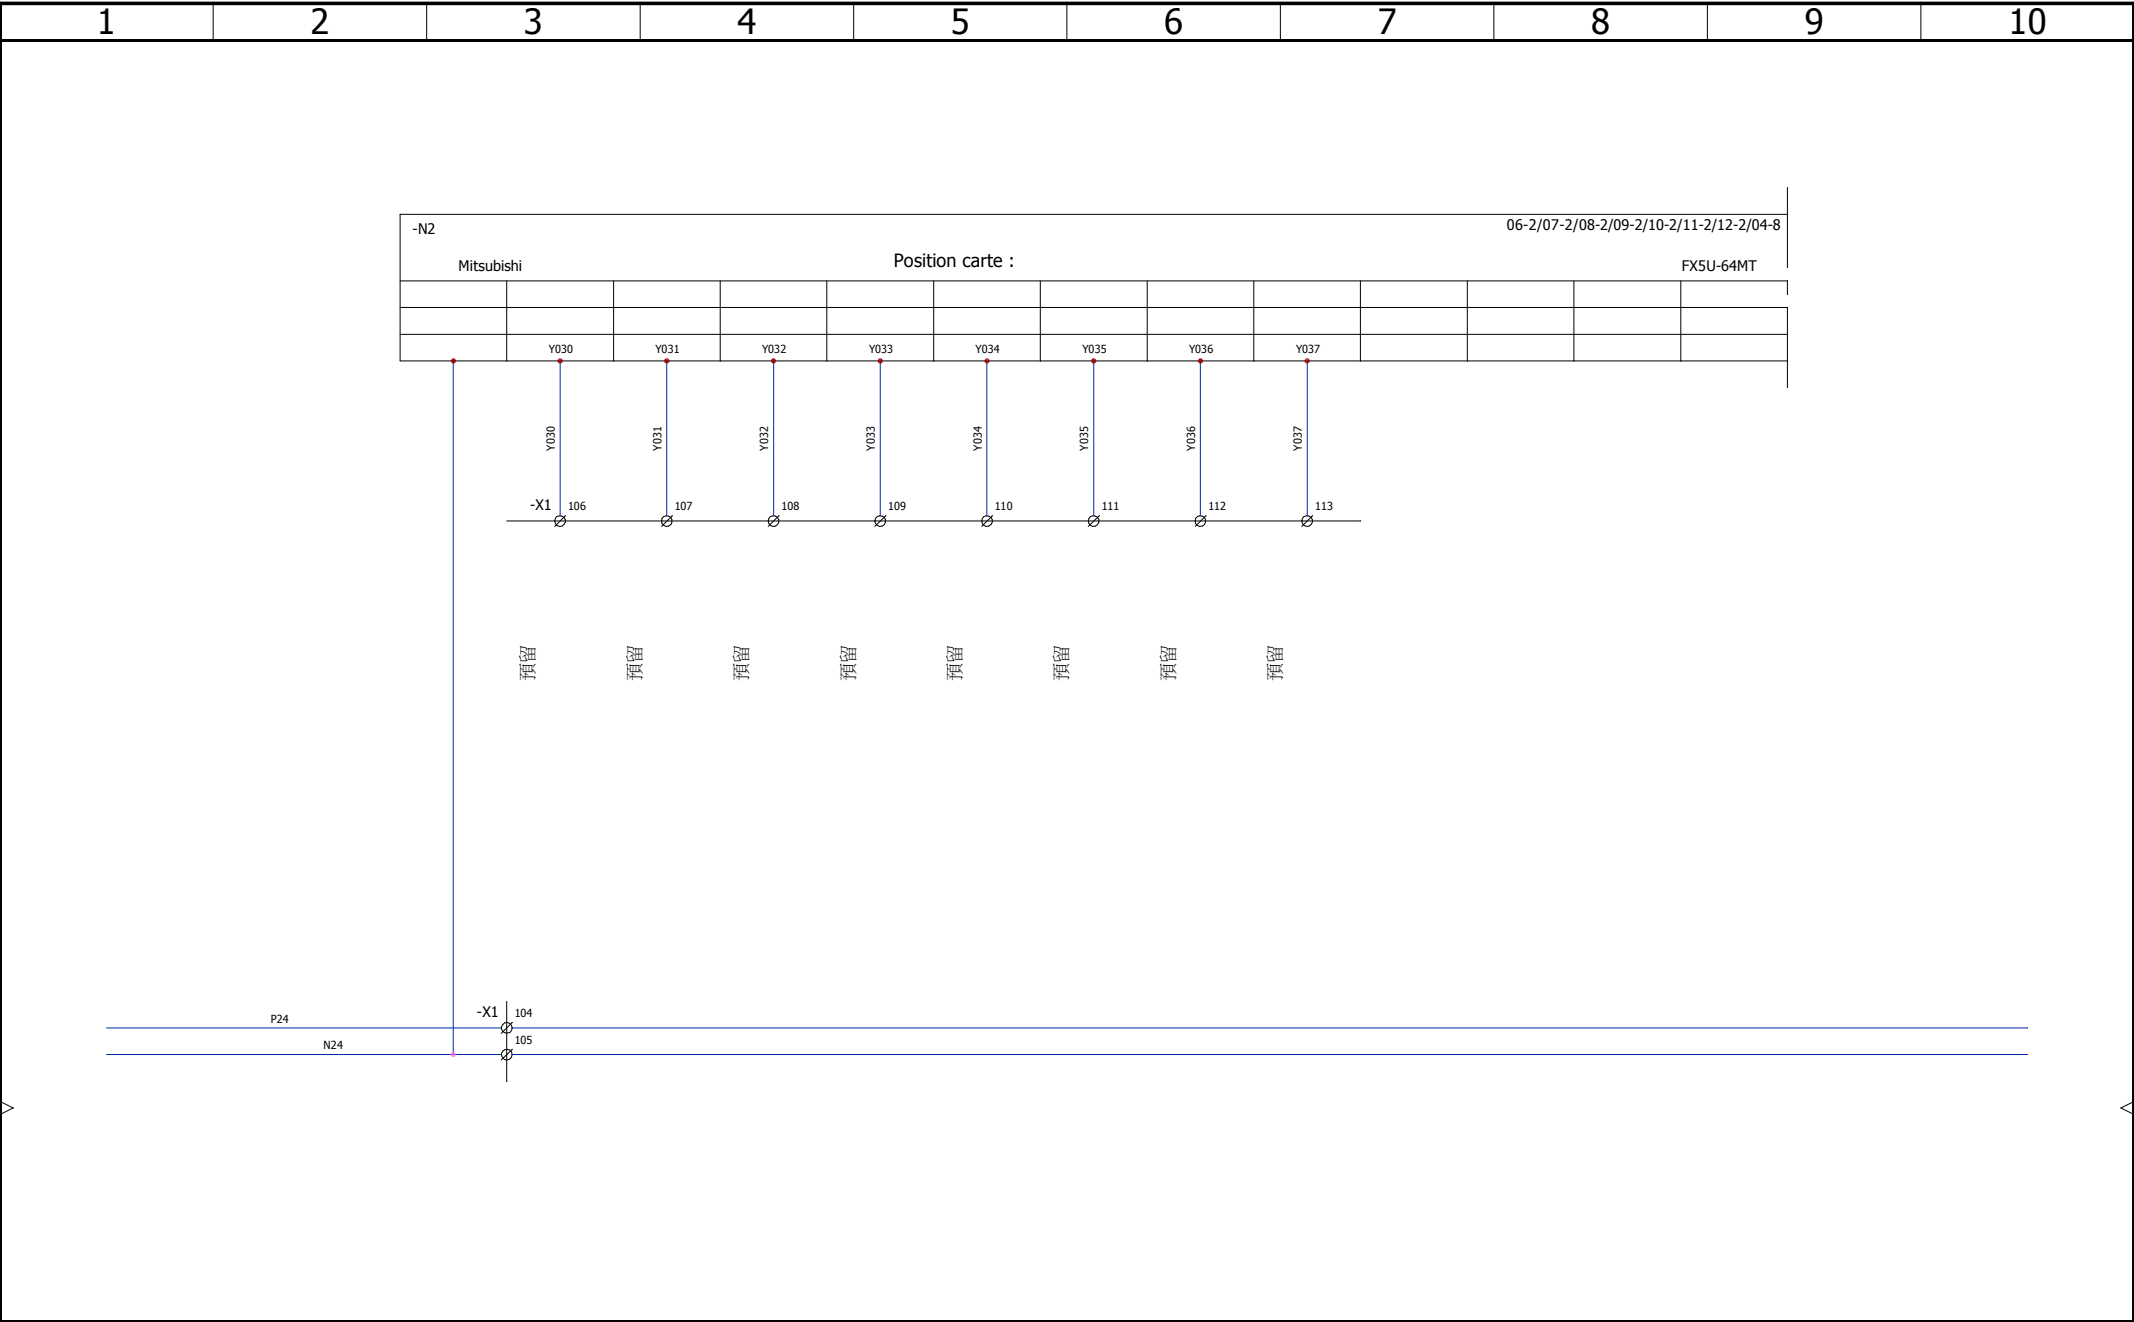 1 2 3 4 5 6 7 8 9 10
-N2 06-2/07-2/08-2/09-2/10-2/11-2/12-2/04-8
Mitsubishi Position carte : FX5U-64MT
Y030 Y031 Y032 Y033 Y034 Y035 Y036 Y037
Y030 Y031 Y032 Y033 Y034 Y035 Y036 Y037
-X1 106 107 108 109 110 111 112 113
預留 預留 預留 預留 預留 預留 預留 預留
P24 -X1 104
N24 105